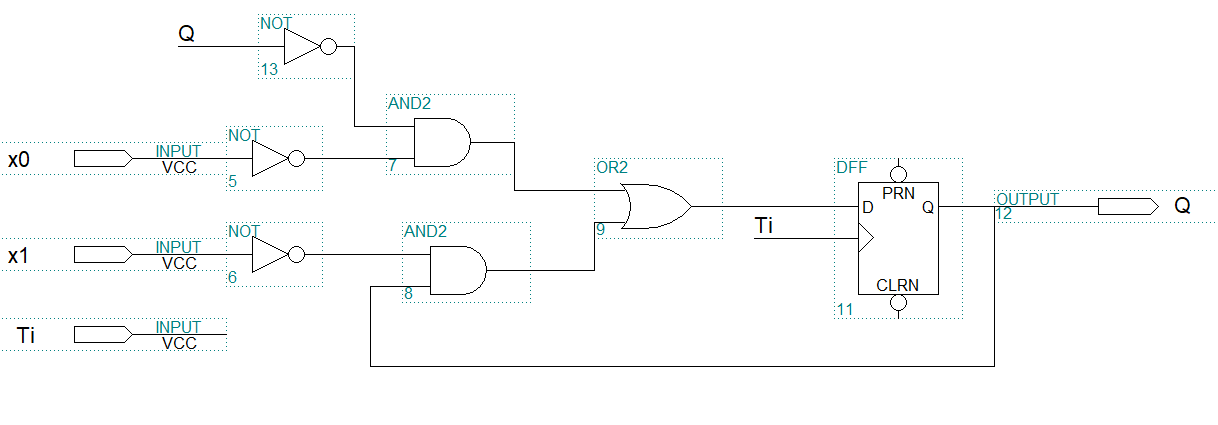 Q
NOT
13
AND2
7
x0
INPUT
VCC
NOT
5
OR2
9
DFF
PRN
D
Q
CLRN
11
Ti
OUTPUT
12
Q
x1
INPUT
VCC
NOT
6
AND2
8
Ti
INPUT
VCC